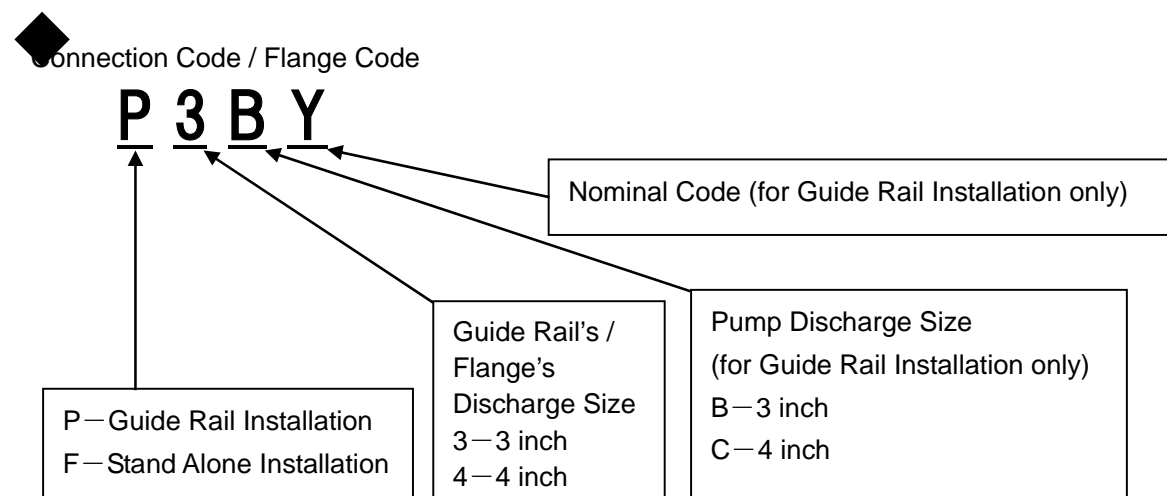 Connection Code / Flange Code
P 3 B Y
Nominal Code (for Guide Rail Installation only)
Guide Rail's /
Flange's
Discharge Size
3－3 inch
4－4 inch
Pump Discharge Size
(for Guide Rail Installation only)
B－3 inch
C－4 inch
P－Guide Rail Installation
F－Stand Alone Installation